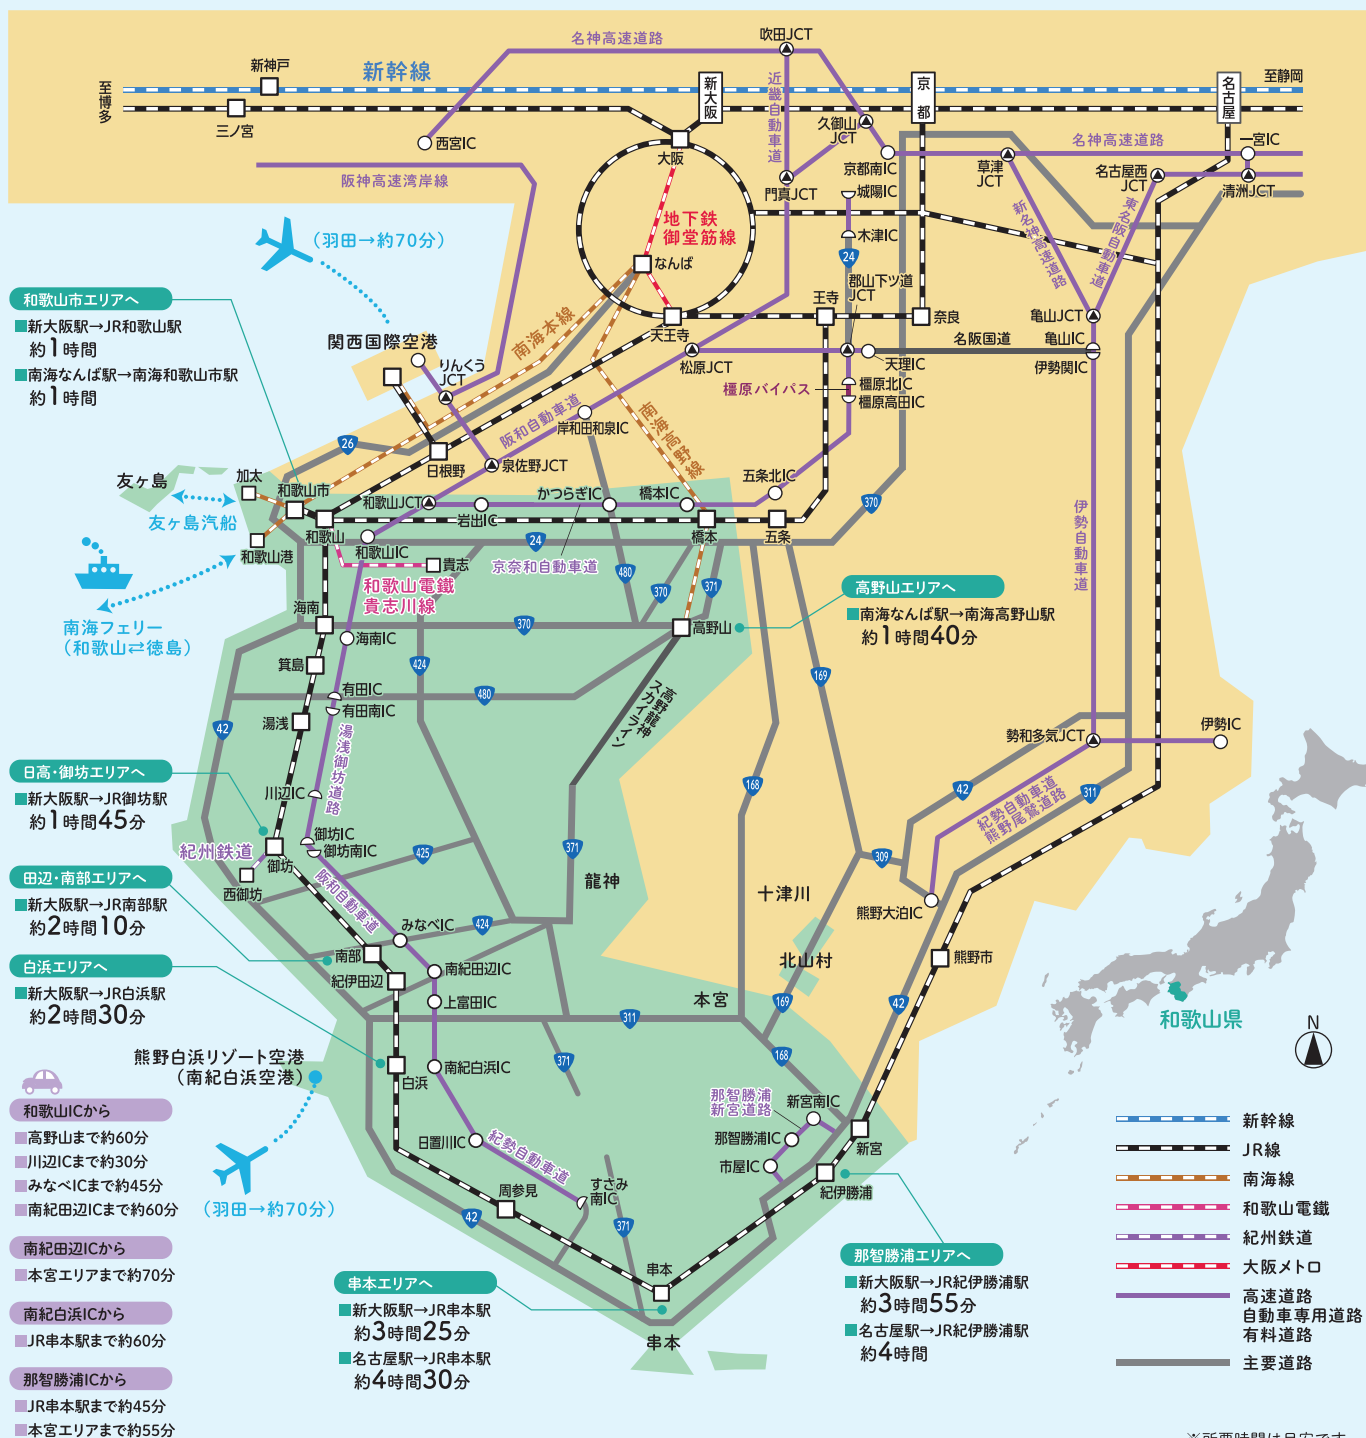 名神高速道路
吹田JCT
新神戸
新幹線
至博多
三ノ宮
西宮IC
阪神高速湾岸線
新大阪
近畿自動車道
京都
名古屋
至静岡
大阪
久御山
JCT
京都南IC
門真JCT
城陽IC
木津IC
24
名神高速道路
草津
JCT
一宮IC
名古屋西
JCT
清洲JCT
新名神高速道路
東名阪自動車道
地下鉄
御堂筋線
なんば
天王寺
郡山下ツ道
JCT
王寺
奈良
亀山JCT
亀山IC
伊勢関IC
名阪国道
天理IC
松原JCT
橿原バイパス
橿原北IC
橿原高田IC
(羽田→約70分)
関西国際空港
りんくう
JCT
南海本線
阪和自動車道
岸和田和泉IC
南海高野線
日根野
泉佐野JCT
26
五条北IC
370
伊勢自動車道
和歌山市エリアへ
新大阪駅→JR和歌山駅
約1時間
南海なんば駅→南海和歌山市駅
約1時間
友ヶ島
加太
和歌山市
友ヶ島汽船
和歌山港
和歌山JCT
岩出IC
かつらぎIC
橋本IC
和歌山
和歌山IC
24
橋本
五条
京奈和自動車道
貴志
和歌山電鐵
貴志川線
480
370
371
南海フェリー
(和歌山⇄徳島)
海南
海南IC
370
高野山
高野山エリアへ
南海なんば駅→南海高野山駅
約1時間40分
箕島
有田IC
有田南IC
424
480
169
高野龍神
スカイライン
42
湯浅
湯浅御坊道路
勢和多気JCT
伊勢IC
日高・御坊エリアへ
新大阪駅→JR御坊駅
約1時間45分
川辺IC
168
42
311
紀勢自動車道
熊野尾鷲道路
紀州鉄道
御坊IC
御坊南IC
御坊
西御坊
425
371
309
龍神
十津川
熊野大泊IC
田辺・南部エリアへ
新大阪駅→JR南部駅
約2時間10分
阪和自動車道
みなべIC
424
南部
紀伊田辺
南紀田辺IC
上富田IC
北山村
熊野市
白浜エリアへ
新大阪駅→JR白浜駅
約2時間30分
本宮
311
169
42
168
371
和歌山県
N
熊野白浜リゾート空港
(南紀白浜空港)
白浜
南紀白浜IC
(羽田→約70分)
日置川IC
紀勢自動車道
すさみ
南IC
周参見
42
371
那智勝浦
新宮道路
新宮南IC
那智勝浦IC
市屋IC
新宮
紀伊勝浦
和歌山ICから
高野山まで約60分
川辺ICまで約30分
みなべICまで約45分
南紀田辺ICまで約60分
南紀田辺ICから
本宮エリアまで約70分
南紀白浜ICから
JR串本駅まで約60分
那智勝浦ICから
JR串本駅まで約45分
本宮エリアまで約55分
串本エリアへ
新大阪駅→JR串本駅
約3時間25分
名古屋駅→JR串本駅
約4時間30分
串本
串本
那智勝浦エリアへ
新大阪駅→JR紀伊勝浦駅
約3時間55分
名古屋駅→JR紀伊勝浦駅
約4時間
新幹線
JR線
南海線
和歌山電鐵
紀州鉄道
大阪メトロ
高速道路
自動車専用道路
有料道路
主要道路